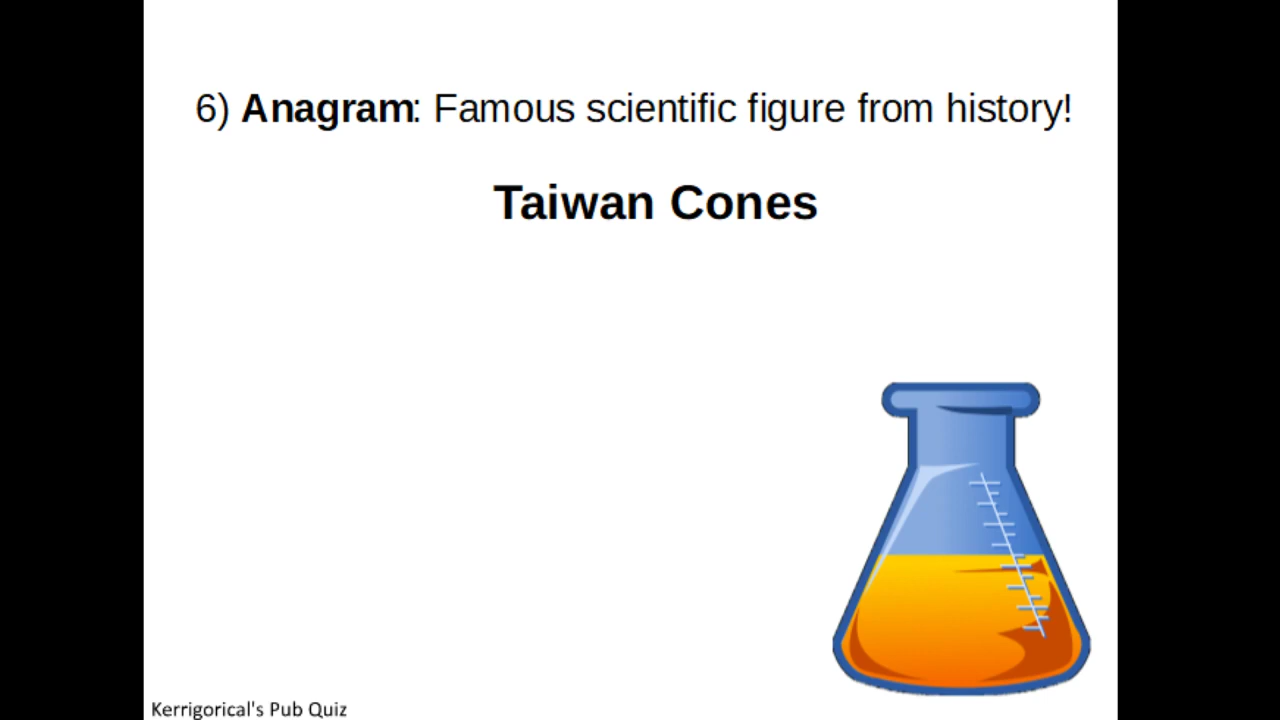 6) Anagram: Famous scientific figure from history!
Taiwan Cones
Kerrigorical's Pub Quiz